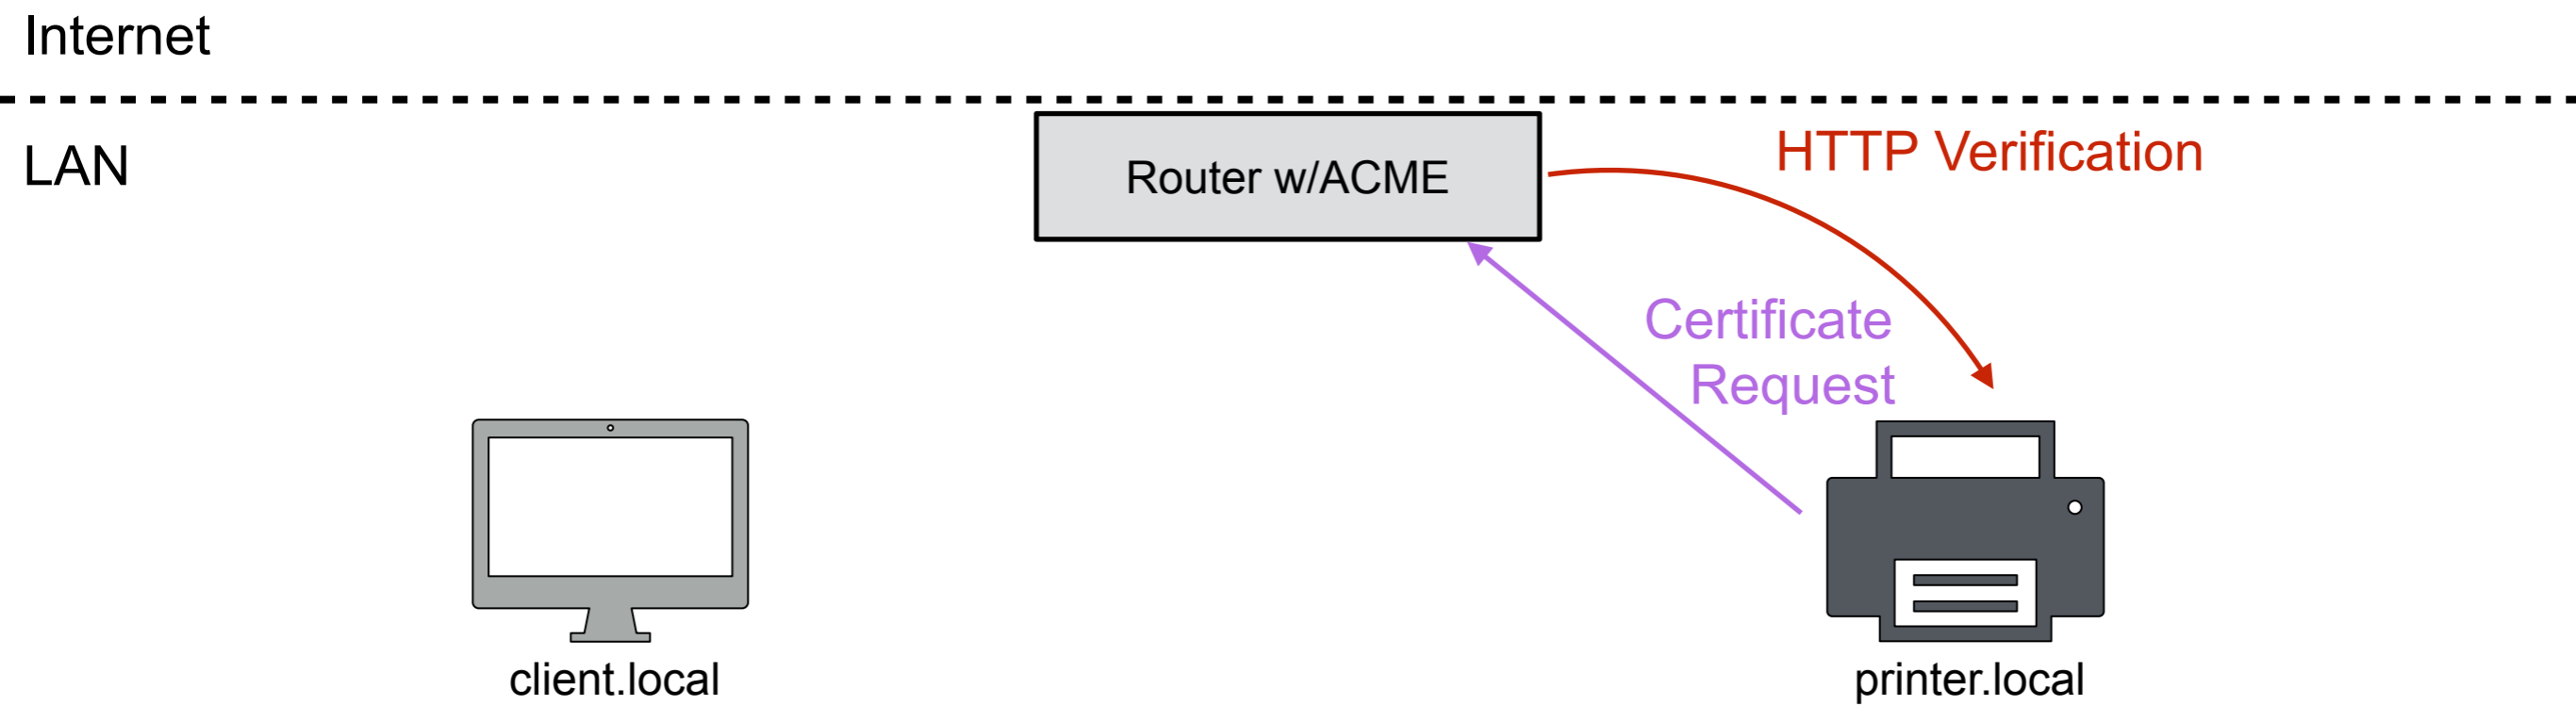 Internet
LAN
Router w/ACME
HTTP Verification
Certificate
Request
client.local
printer.local